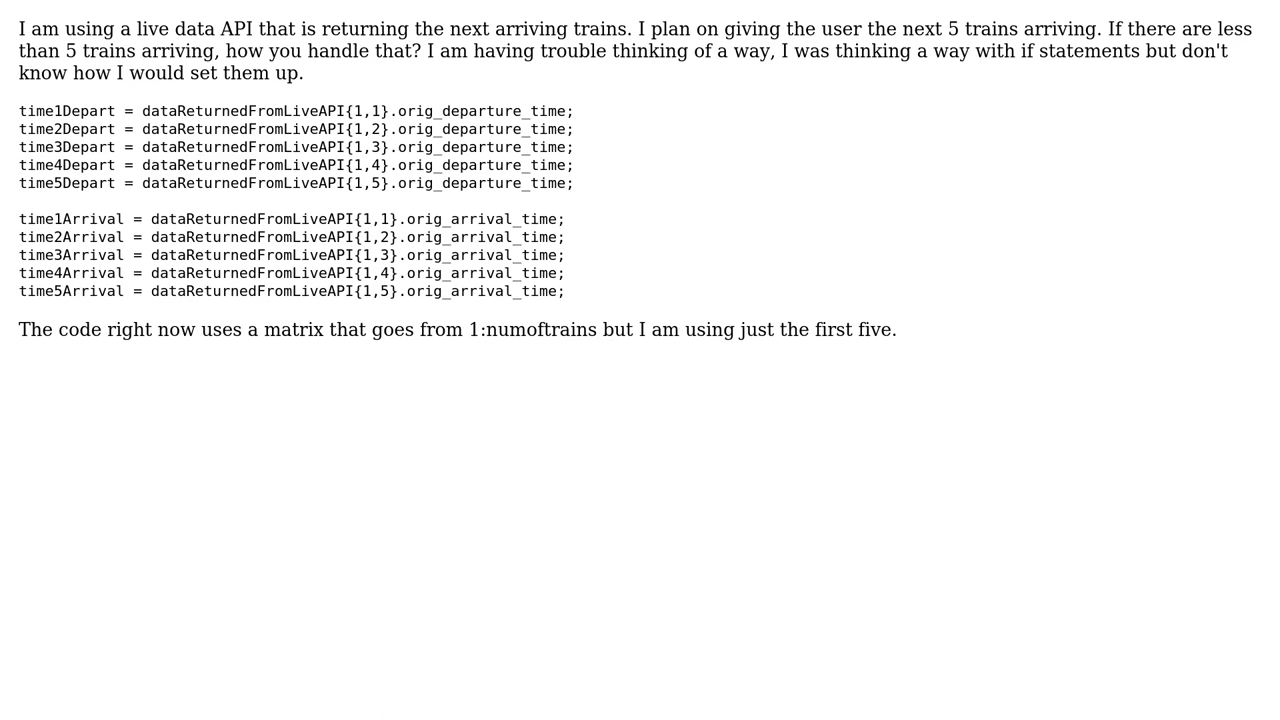 I am using a live data API that is returning the next arriving trains. I plan on giving the user the next 5 trains arriving. If there are less
than 5 trains arriving, how you handle that? I am having trouble thinking of a way, I was thinking a way with if statements but don't
know how I would set them up.
time1Depart = dataReturnedFromLiveAPI{1,1}.orig_departure_time;
time2Depart = dataReturnedFromLiveAPI{1,2}.orig_departure_time;
time3Depart = dataReturnedFromLiveAPI{1,3}.orig_departure_time;
time4Depart = dataReturnedFromLiveAPI{1,4}.orig_departure_time;
time5Depart = dataReturnedFromLiveAPI{1,5}.orig_departure_time;
time1Arrival = dataReturnedFromLiveAPI{1,1}.orig_arrival_time;
time2Arrival = dataReturnedFromLiveAPI{1,2}.orig_arrival_time;
time3Arrival = dataReturnedFromLiveAPI{1,3}.orig_arrival_time;
time4Arrival = dataReturnedFromLiveAPI{1,4}.orig_arrival_time;
time5Arrival = dataReturnedFromLiveAPI{1,5}.orig_arrival_time;
The code right now uses a matrix that goes from 1:numoftrains but I am using just the first five.